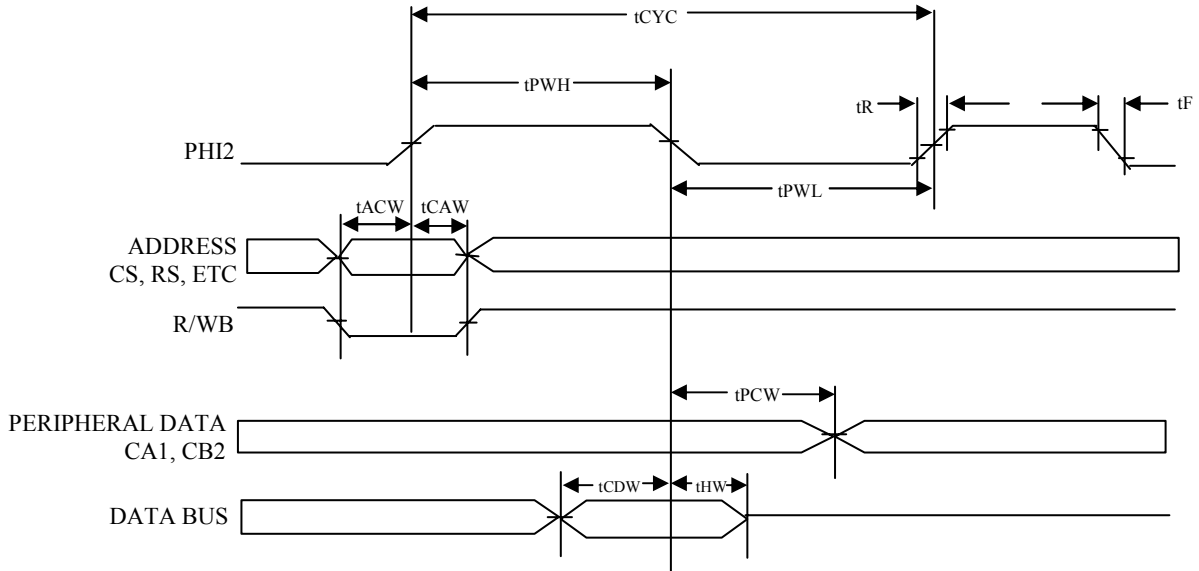 tCYC
tPWH
tR
tF
PHI2
tPWL
tACW
tCAW
ADDRESS
CS, RS, ETC
R/WB
tPCW
PERIPHERAL DATA
CA1, CB2
tCDW
tHW
DATA BUS